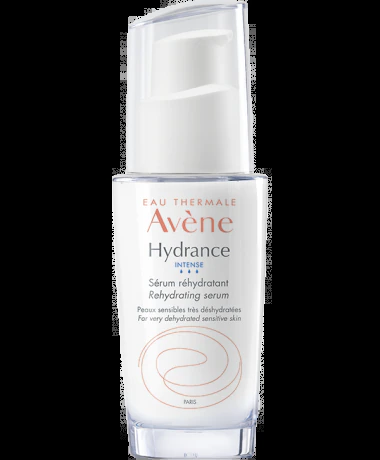 EAU THERMALE
Avène
Hydrance
INTENSE
Sérum réhydratant
Rehydrating serum
Peaux sensibles très déshydratées
For very dehydrated sensitive skin
PARIS